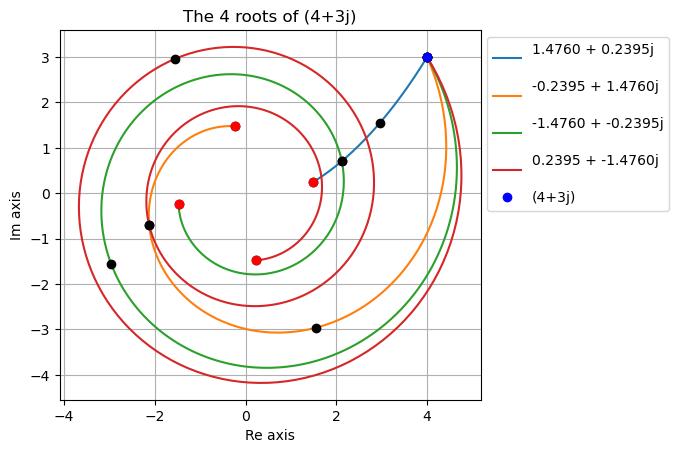 The 4 roots of (4+3j)
Im axis
3
2
1
0
−1
−2
−3
−4
−4
−2
0
2
4
Re axis
1.4760 + 0.2395j
-0.2395 + 1.4760j
-1.4760 + -0.2395j
0.2395 + -1.4760j
(4+3j)